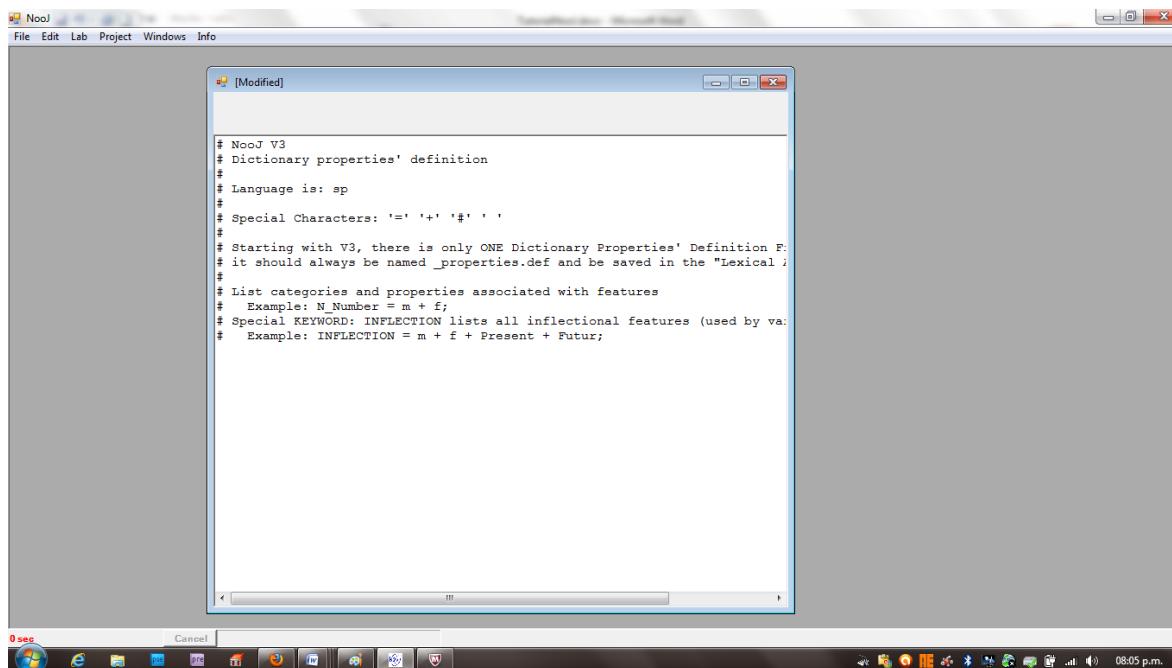 NooJ
File Edit Lab Project Windows Info
[Modified]
# NooJ V3
# Dictionary properties' definition
#
# Language is: sp
#
# Special Characters: '=' '+' '#' ' '
#
# Starting with V3, there is only ONE Dictionary Properties' Definition
# it should always be named _properties.def and be saved in the "Lexical
#
# List categories and properties associated with features
#   Example: N_Number = m + f;
# Special KEYWORD: INFLECTION lists all inflectional features (used by
#   Example: INFLECTION = m + f + Present + Futur;
0 sec
Cancel
pre
08:05 p.m.